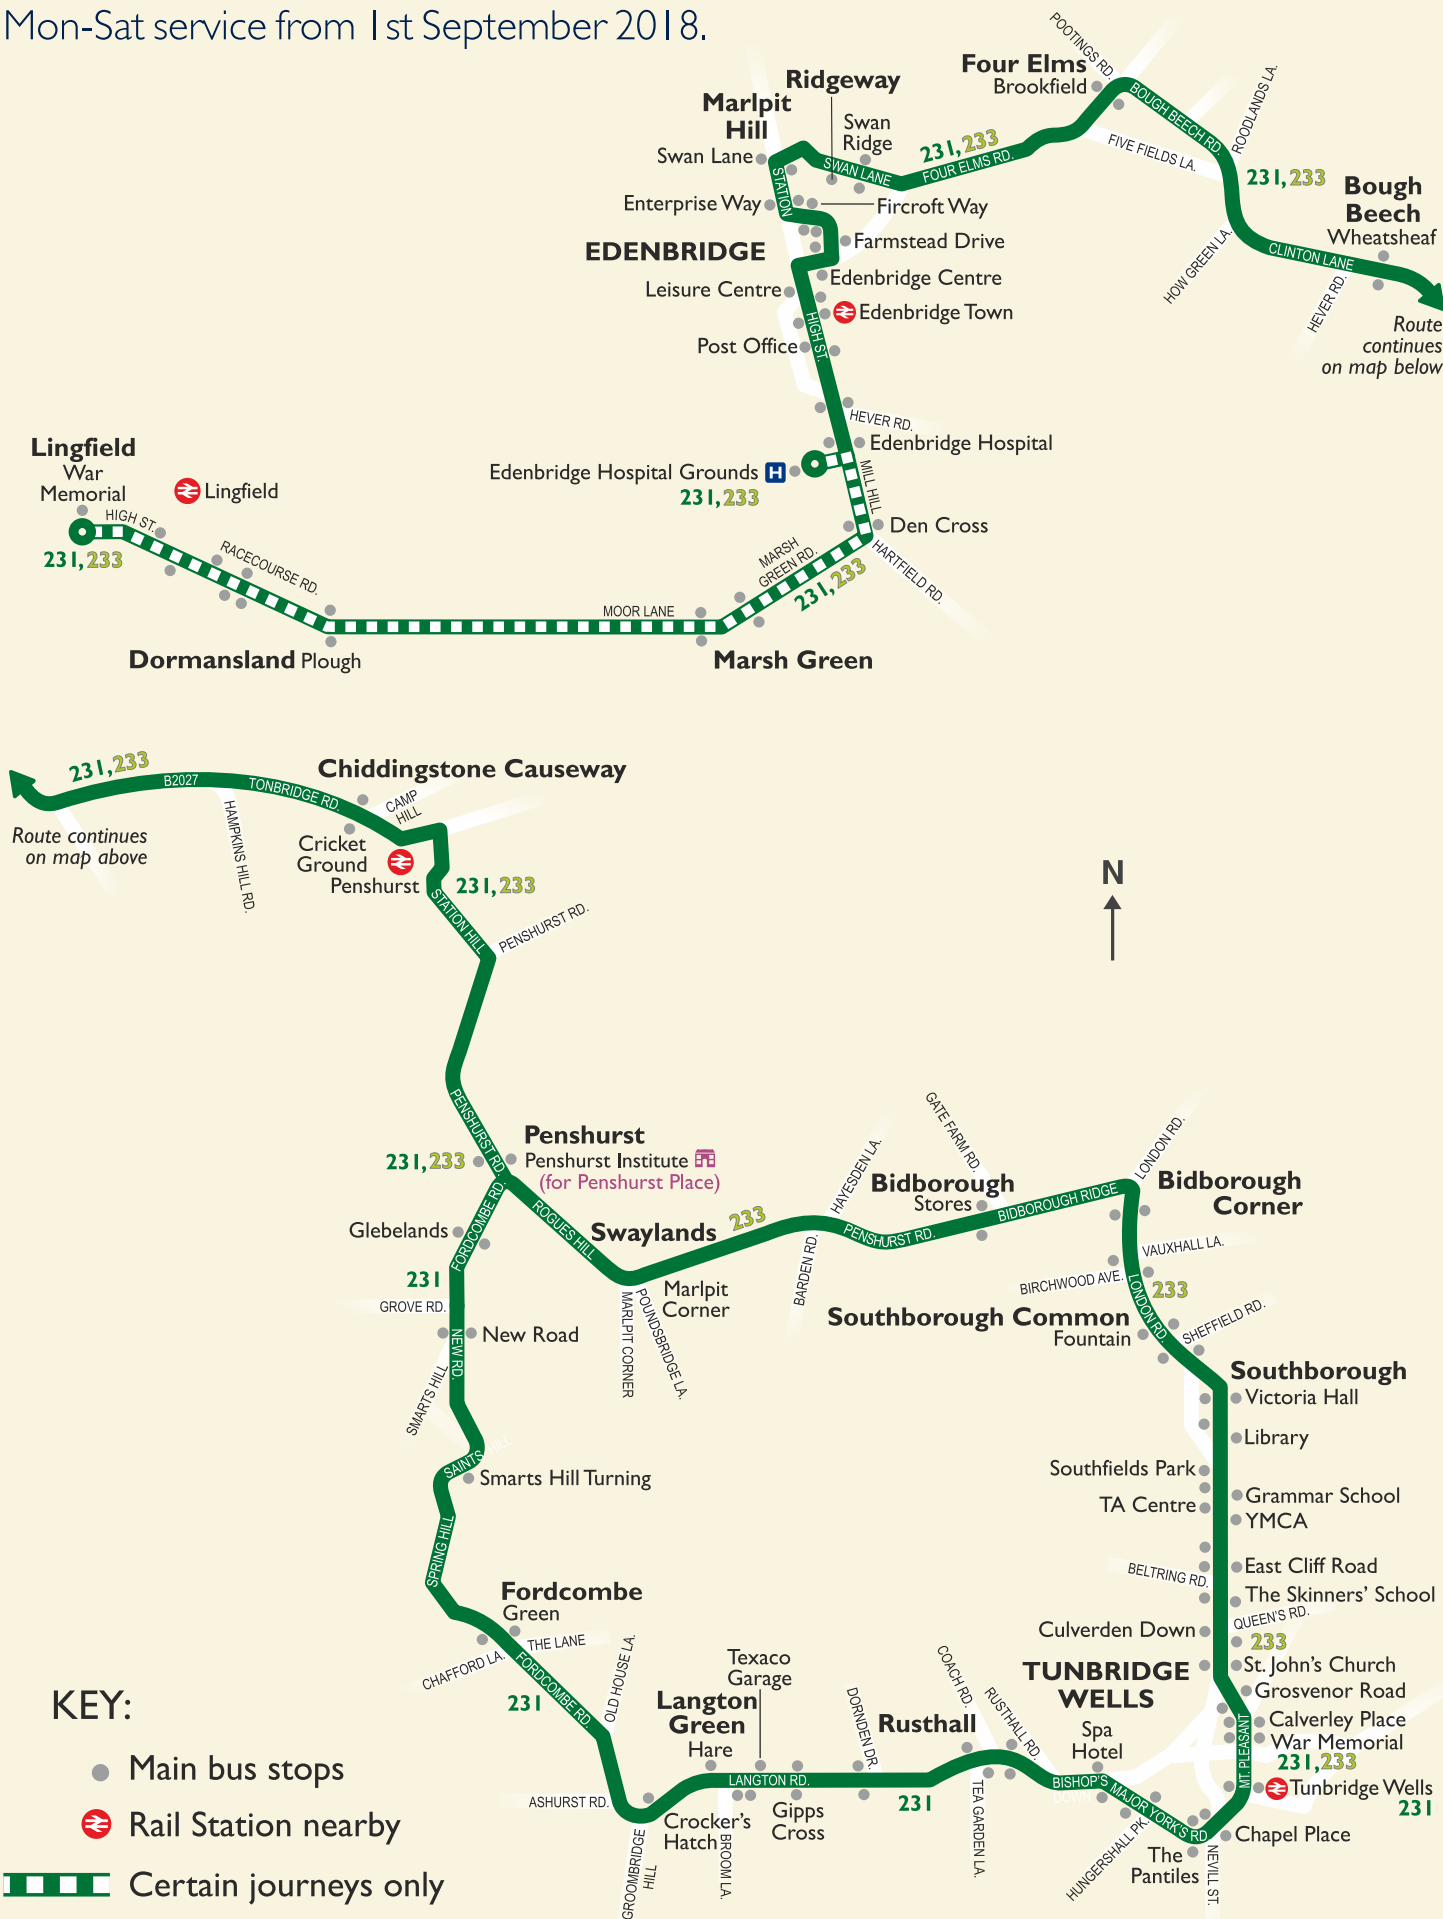 Mon-Sat service from 1st September 2018.
POOTINGS RD.
Four Elms
Brookfield
BOUGH BEECH RD.
ROODLANDS LA.
Ridgeway
Marlpit
Hill
Swan
Ridge
Swan Lane
SWAN LANE
231, 233
FOUR ELMS RD.
FIVE FIELDS LA.
231, 233
Bough
Beech
Wheatsheaf
STATION
Enterprise Way
Fircroft Way
Farmstead Drive
EDENBRIDGE
HOW GREEN LA.
CLINTON LANE
HEVER RD.
Edenbridge Centre
Leisure Centre
Edenbridge Town
HIGH ST.
Post Office
Route
continues
on map below
HEVER RD.
Edenbridge Hospital
Edenbridge Hospital Grounds
H
231, 233
MILL HILL
Den Cross
Lingfield
War
Memorial
Lingfield
HIGH ST.
231, 233
RACECOURSE RD.
MARSH
GREEN RD.
231, 233
HARTFIELD RD.
MOOR LANE
Dormansland Plough
Marsh Green
231, 233
B2027
TONBRIDGE RD.
Chiddingstone Causeway
CAMP
HILL
Route continues
on map above
HAMPKINS HILL RD.
Cricket
Ground
Penshurst
231, 233
STATION HILL
PENSHURST RD.
N
PENSHURST RD.
Penshurst
231, 233
Penshurst Institute
(for Penshurst Place)
GATE FARM RD.
HAYESDEN LA.
LONDON RD.
Bidborough
Stores
BIDBOROUGH RIDGE
Bidborough
Corner
Glebelands
FORDCOMBE RD.
ROGUES HILL
Swaylands
233
PENSHURST RD.
BARDEN RD.
VAUXHALL LA.
BIRCHWOOD AVE.
231
GROVE RD.
Marlpit
Corner
MARLPIT CORNER
POUNDSBRIDGE LA.
LONDON RD.
233
Southborough Common
Fountain
SHEFFIELD RD.
New Road
NEW RD.
SMARTS HILL
Southborough
Victoria Hall
Library
SAINTS HILL
Smarts Hill Turning
Southfields Park
TA Centre
Grammar School
YMCA
SPRING HILL
BELTRING RD.
East Cliff Road
The Skinners' School
QUEEN'S RD.
Fordcombe
Green
THE LANE
CHAFFORD LA.
FORDCOMBE RD.
OLD HOUSE LA.
231
Culverden Down
233
St. John's Church
TUNBRIDGE
WELLS
Grosvenor Road
Calverley Place
War Memorial
231, 233
Tunbridge Wells
231
MT. PLEASANT
Texaco
Garage
Langton
Green
Hare
DORNDEN DR.
Rusthall
COACH RD.
RUSTHALL RD.
Spa
Hotel
LANGTON RD.
231
BISHOP'S
DOWN
MAJOR YORK'S RD
ASHURST RD.
Crocker's
Hatch
Gipps
Cross
GROOMBRIDGE
HILL
BROOM LA.
TEA GARDEN LA.
HUNGERSHALL PK.
The
Pantiles
NEVILL ST.
Chapel Place
KEY:
Main bus stops
Rail Station nearby
Certain journeys only